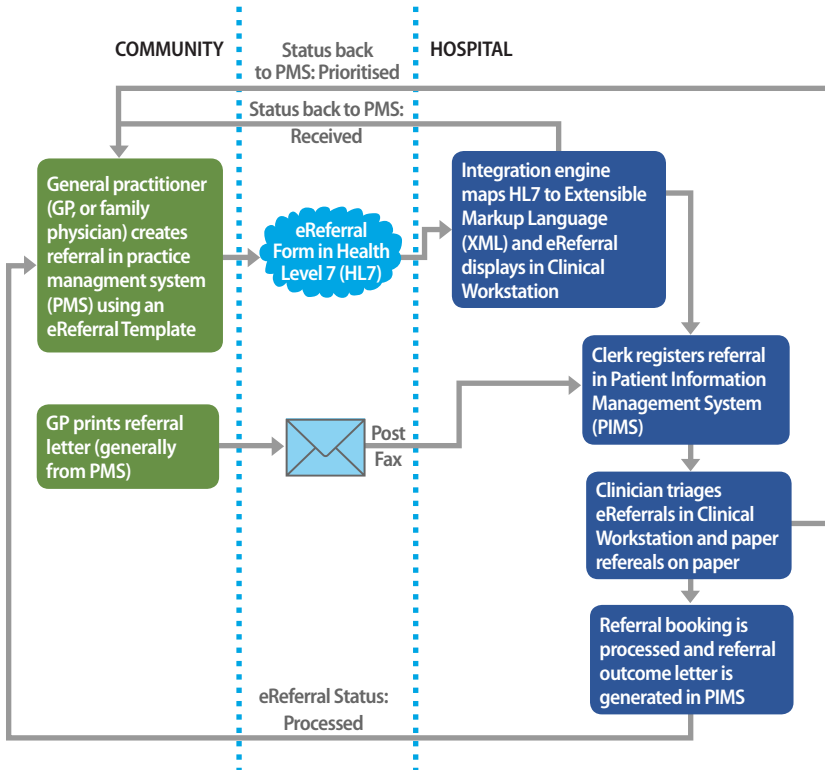 COMMUNITY
Status back
to PMS: Prioritised
HOSPITAL
Status back to PMS:
Received
General practitioner
(GP, or family
physician) creates
referral in practice
managment system
(PMS) using an
eReferral Template
eReferral
Form in Health
Level 7 (HL7)
Integration engine
maps HL7 to Extensible
Markup Language
(XML) and eReferral
displays in Clinical
Workstation
Clerk registers referral
in Patient Information
Management System
(PIMS)
GP prints referral
letter (generally
from PMS)
Post
Fax
Clinician triages
eReferrals in Clinical
Workstation and paper
refereals on paper
Referral booking is
processed and referral
outcome letter is
generated in PIMS
eReferral Status:
Processed